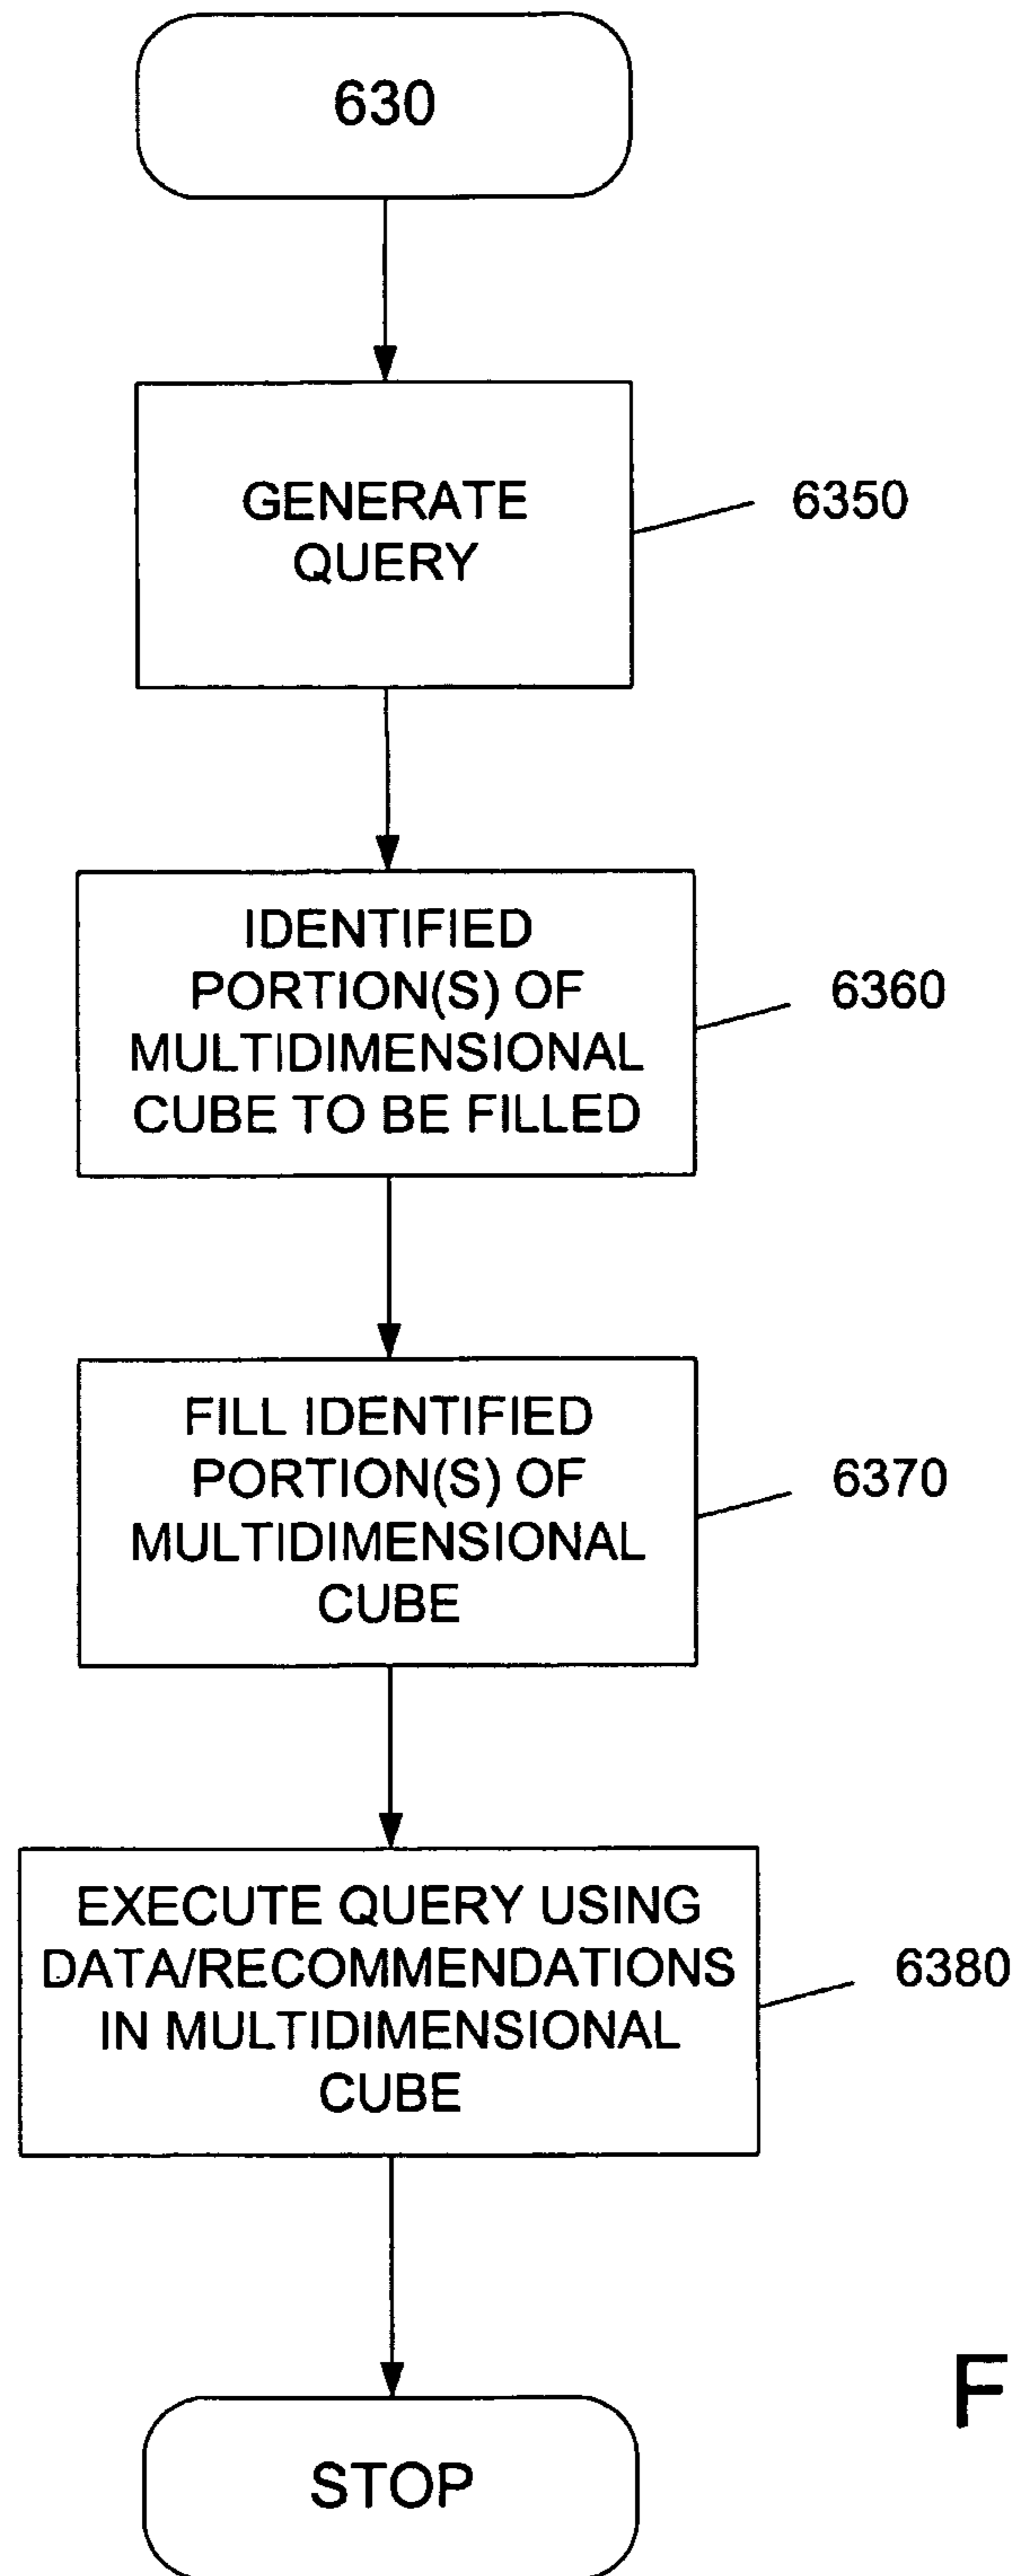 630
GENERATE
QUERY
6350
IDENTIFIED
PORTION(S) OF
MULTIDIMENSIONAL
CUBE TO BE FILLED
6360
FILL IDENTIFIED
PORTION(S) OF
MULTIDIMENSIONAL
CUBE
6370
EXECUTE QUERY USING
DATA/RECOMMENDATIONS
IN MULTIDIMENSIONAL
CUBE
6380
F
STOP